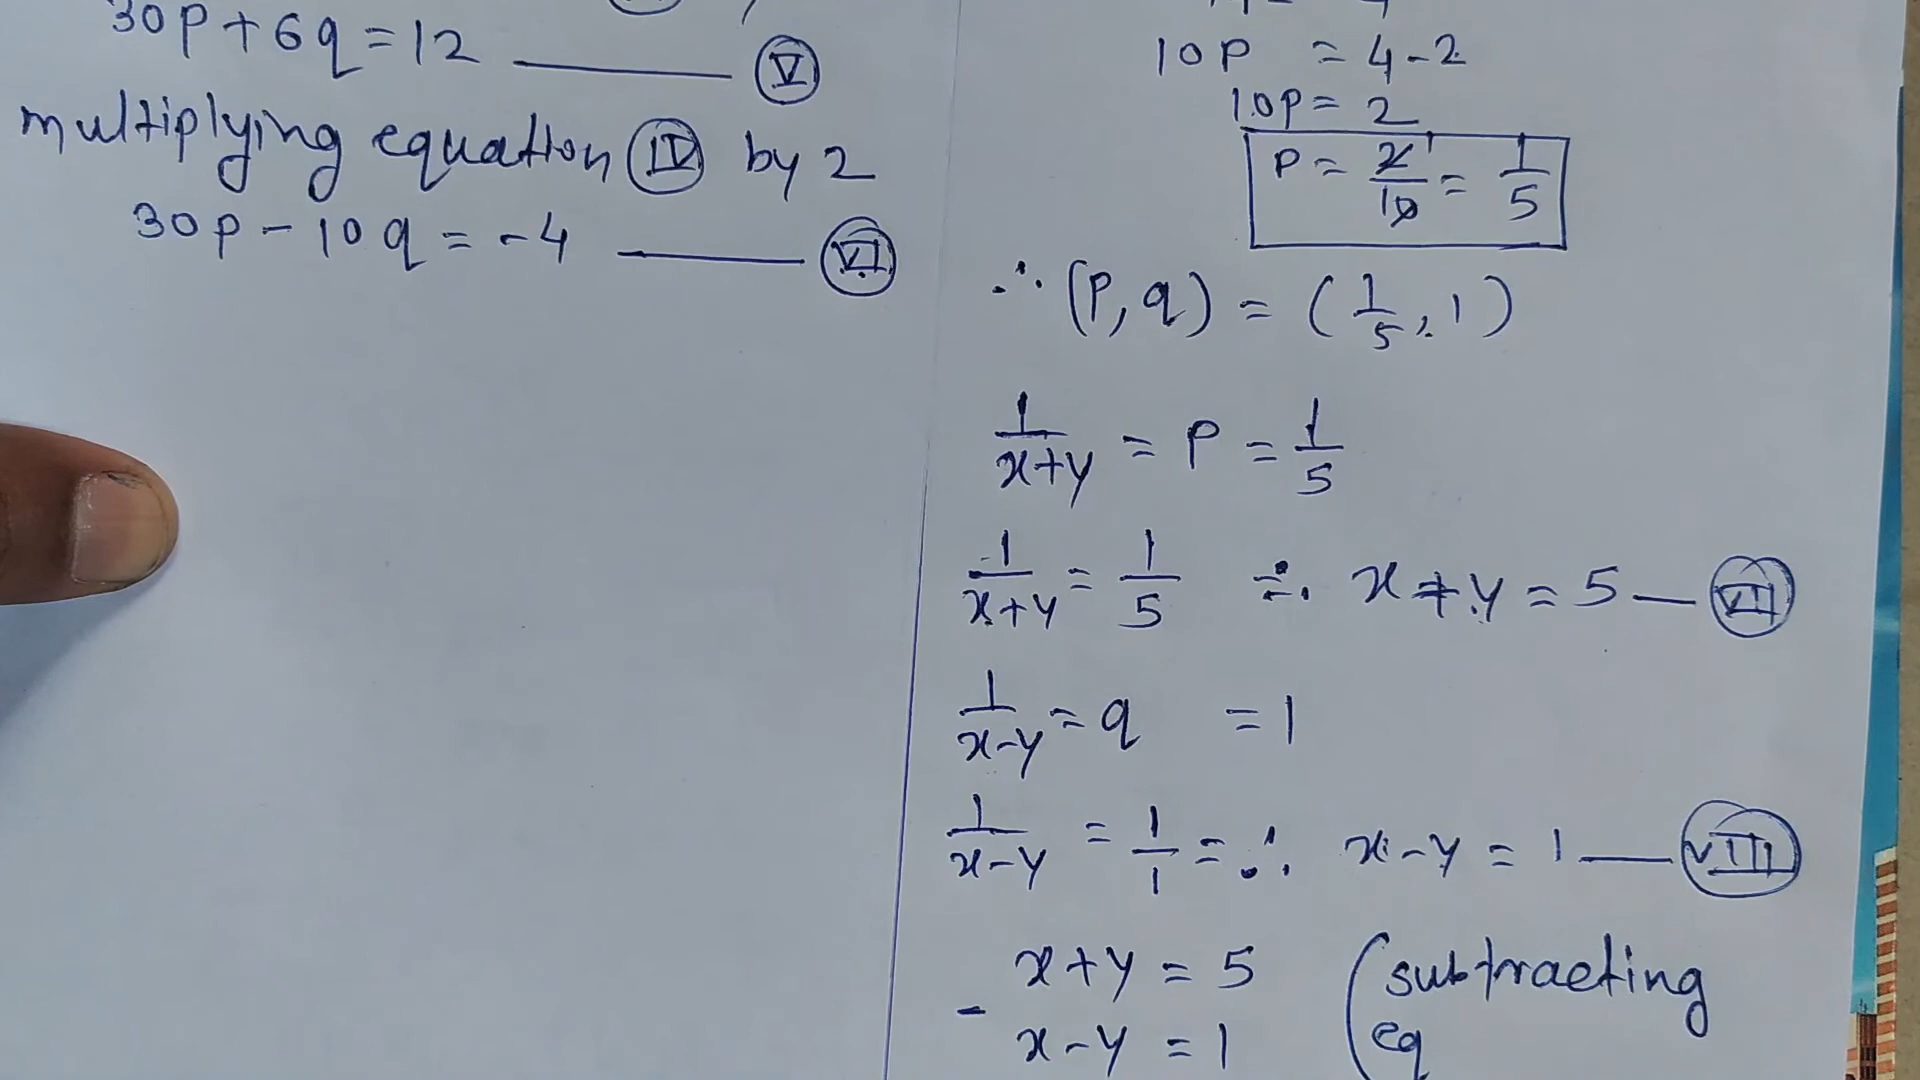 30p + 6q = 12 ——— (V)
multiplying equation (IV) by 2
30p - 10q = -4 ——— (VI)
10p = 4-2
10p = 2
p = 2/10 = 1/5
∴ (p,q) = (1/5, 1)
1/(x+y) = p = 1/5
1/(x+y) = 1/5 ∴ x+y = 5 — (VII)
1/(x-y) = q = 1
1/(x-y) = 1/1 = ∴ x-y = 1 — (VIII)
x+y = 5 (subtracting
- x-y = 1 eq